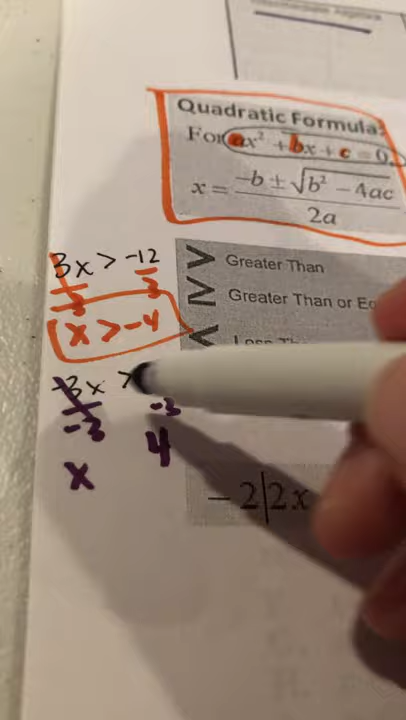 Quadratic Formula:
For ax² + bx + c = 0,
x = -b ± √b² - 4ac
2a
3x > -12
3 3
x > -4
> Greater Than
≥ Greater Than or
<
-3x >
-3 -3
x 4
- 2|2x